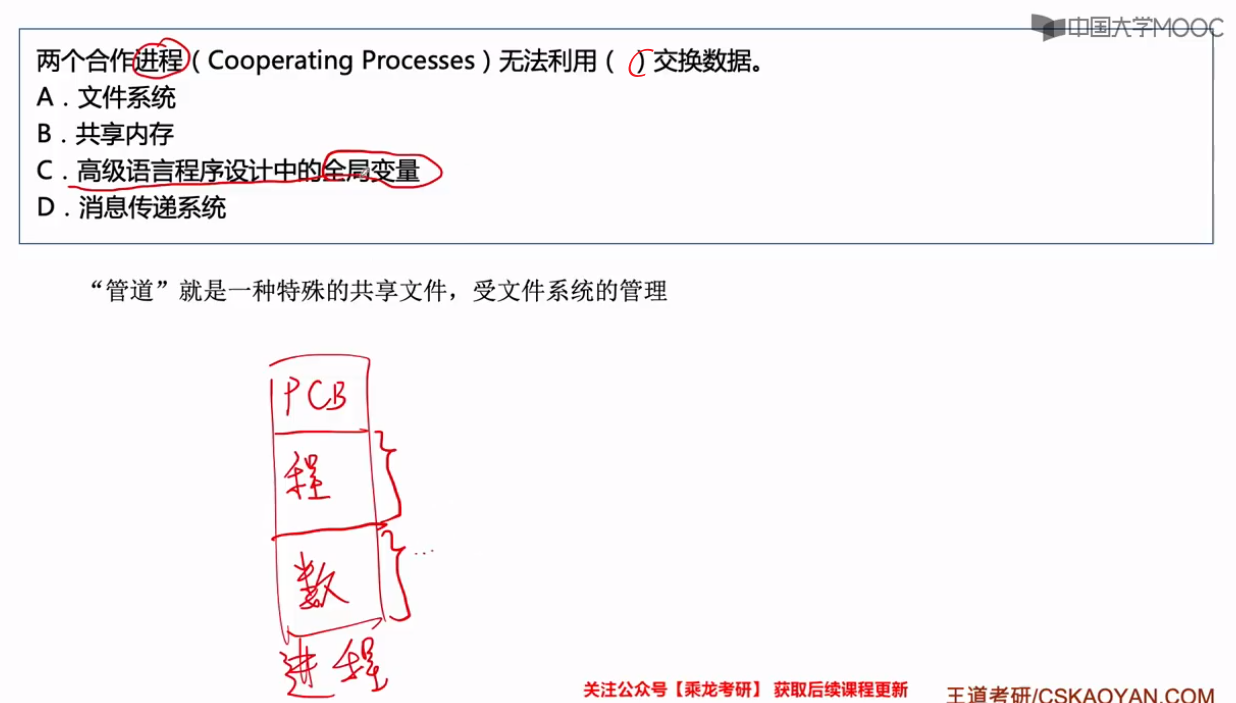 中国大学MOOC
两个合作进程（Cooperating Processes）无法利用（ ）交换数据。
A．文件系统
B．共享内存
C．高级语言程序设计中的全局变量
D．消息传递系统
“管道”就是一种特殊的共享文件，受文件系统的管理
PCB
程
数
...
进程
关注公众号【乘龙考研】 获取后续课程更新
王道考研/CSKAOYAN.COM